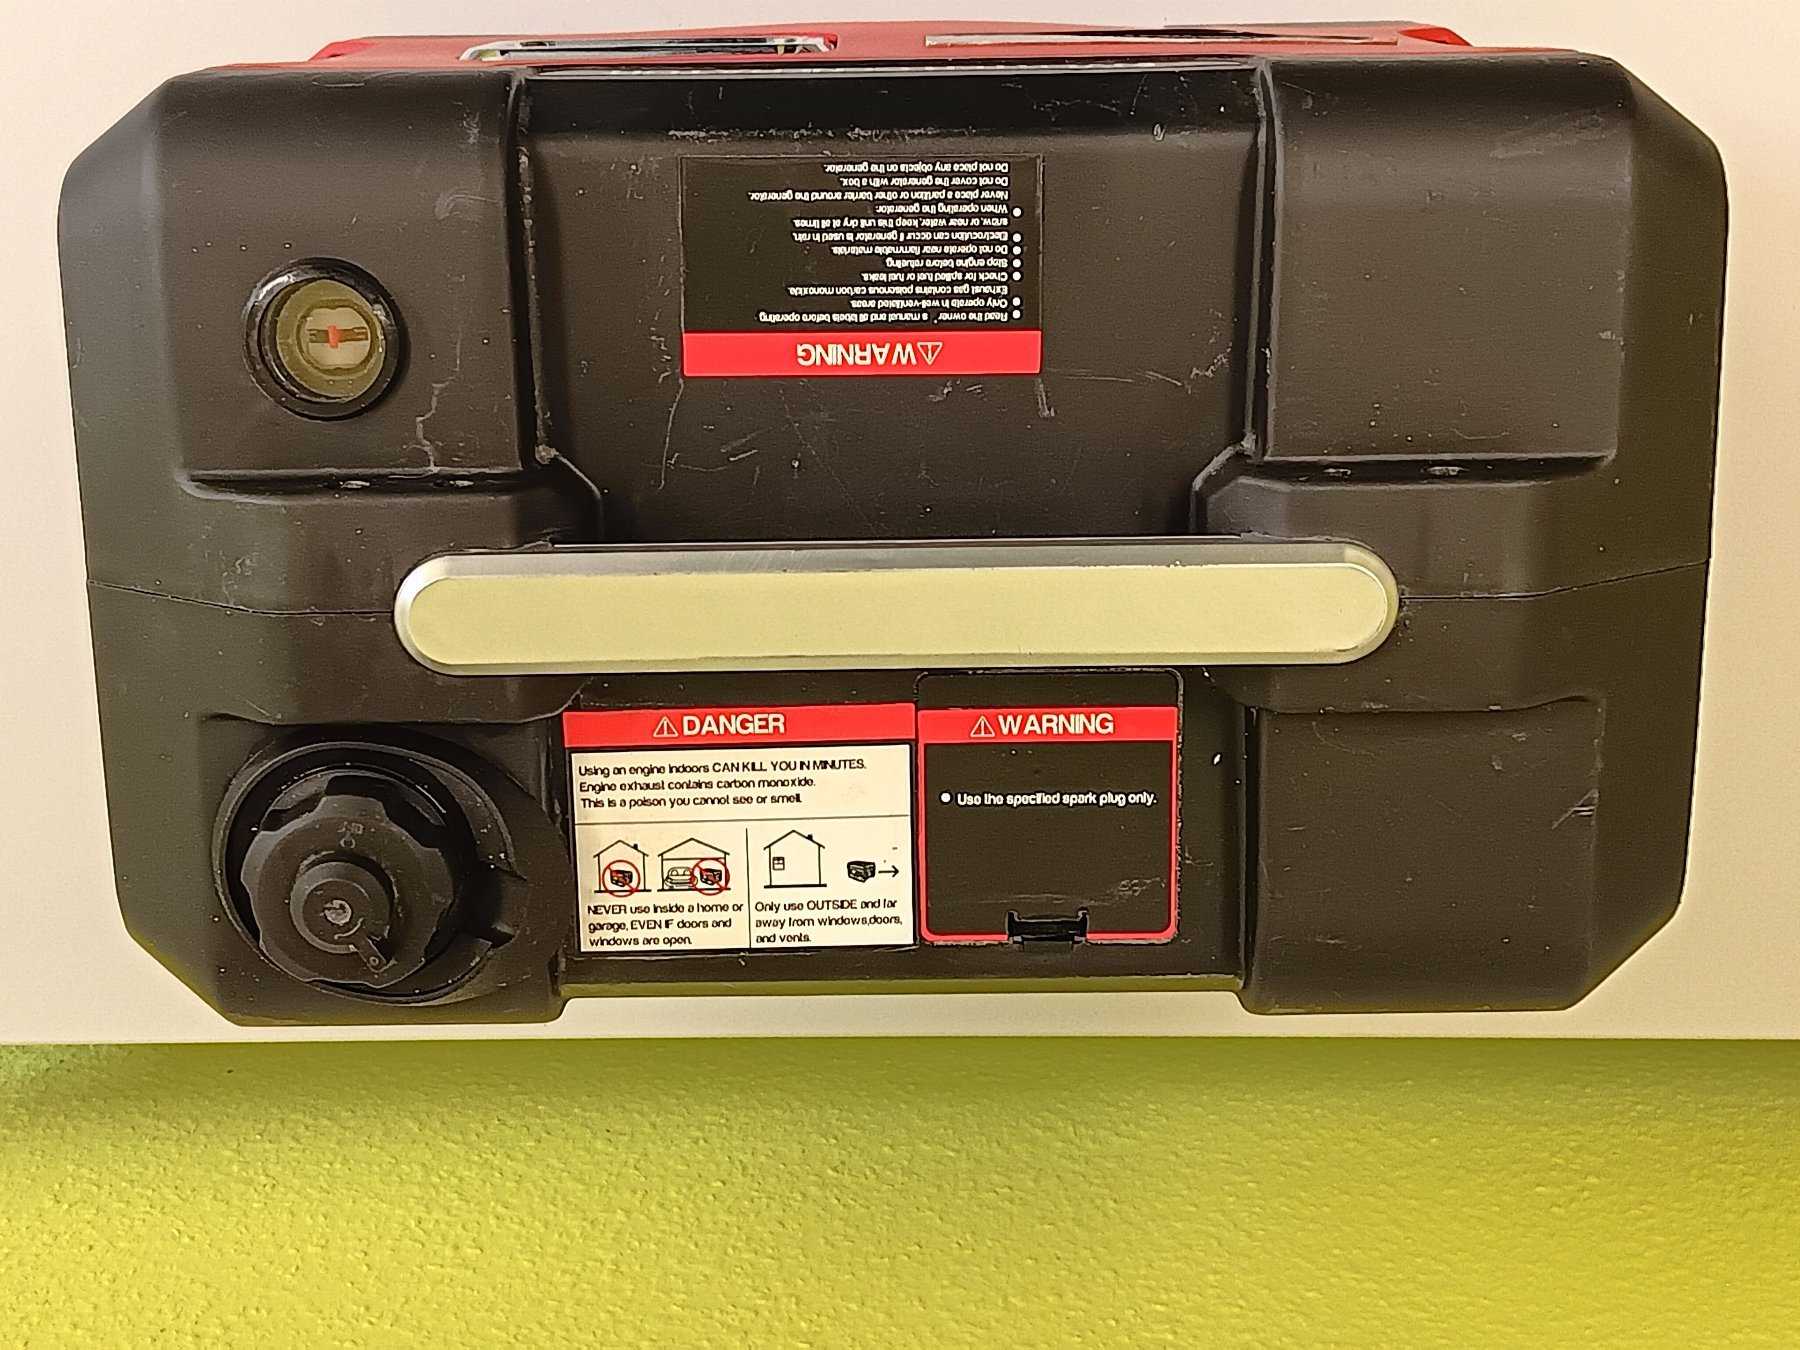 ⚠WARNING
● Read the owner's manual and all labels before operating.
● Only operate in well-ventilated areas.
Exhaust gas contains poisonous carbon monoxide.
● Check for spilled fuel or fuel leaks.
● Stop engine before refueling.
● Do not operate near flammable materials.
● Electrocution can occur if generator is used in rain,
snow, or near water, keep this unit dry at all times.
● When operating the generator:
Never place a partition or other barrier around the generator.
Do not cover the generator with a box.
Do not place any objects on the generator.
⚠DANGER
Using an engine indoors CAN KILL YOU IN MINUTES.
Engine exhaust contains carbon monoxide.
This is a poison you cannot see or smell.
NEVER use inside a home or
garage, EVEN IF doors and
windows are open.
Only use OUTSIDE and far
away from windows,doors,
and vents.
⚠WARNING
● Use the specified spark plug only.